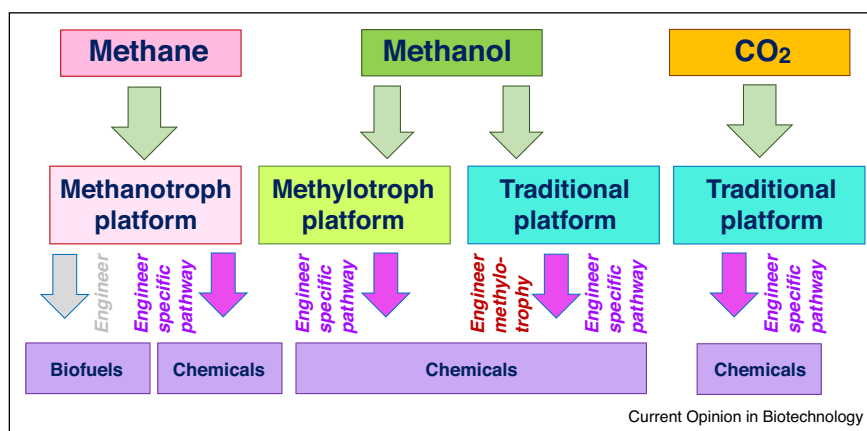 Methane
Methanol
CO₂
Methanotroph
platform
Methylotroph
platform
Traditional
platform
Traditional
platform
Engineer
Engineer
specific
pathway
Engineer
specific
pathway
Engineer
methylo-
trophy
Engineer
specific
pathway
Engineer
specific
pathway
Biofuels
Chemicals
Chemicals
Chemicals
Current Opinion in Biotechnology